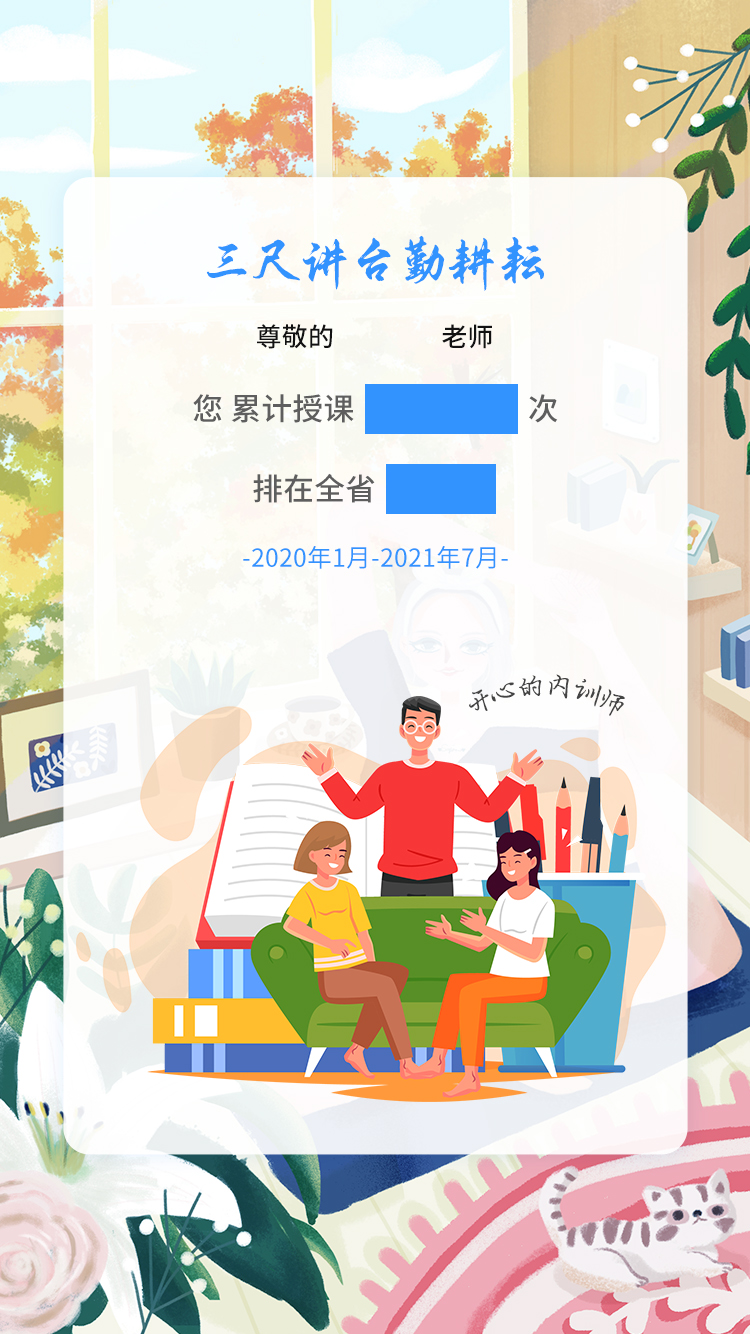 三尺讲台勤耕耘
尊敬的 老师
您 累计授课 次
排在全省
-2020年1月-2021年7月-
开心的内训师